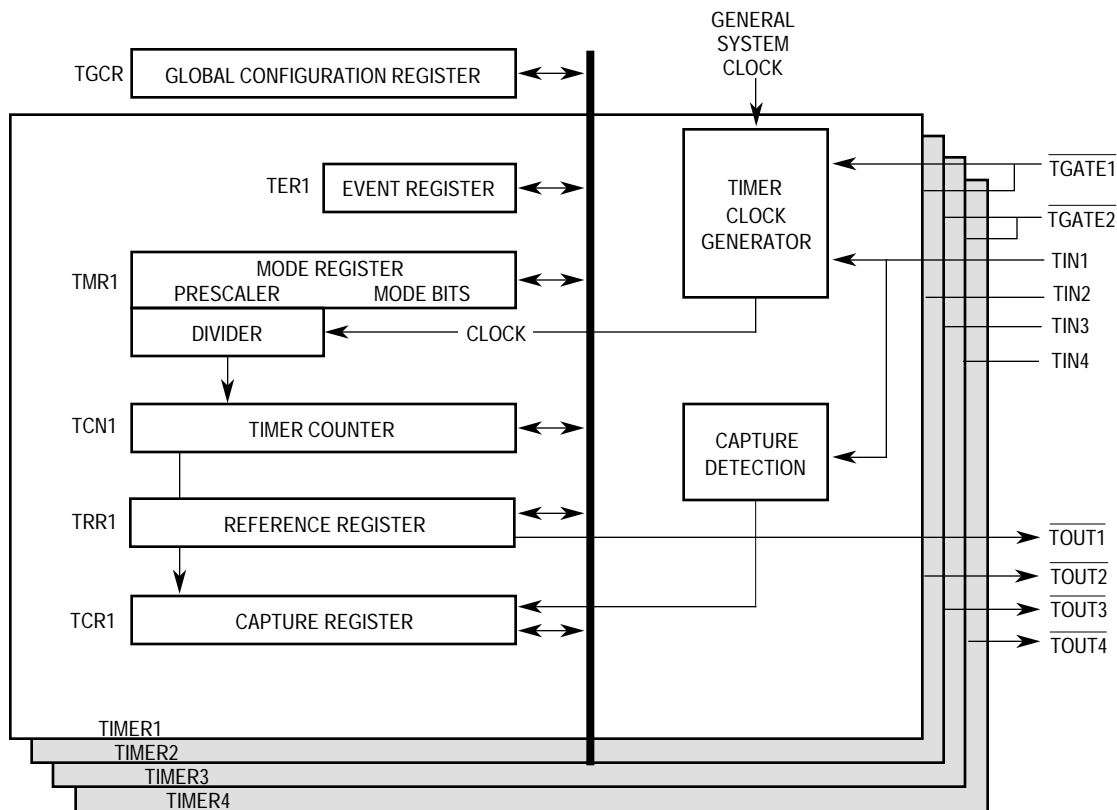 GENERAL
SYSTEM
CLOCK
TGCR
GLOBAL CONFIGURATION REGISTER
TER1
EVENT REGISTER
TIMER
CLOCK
GENERATOR
TGATE1
TGATE2
TIN1
TIN2
TIN3
TIN4
TMR1
MODE REGISTER
PRESCALER MODE BITS
DIVIDER
CLOCK
TCN1
TIMER COUNTER
CAPTURE
DETECTION
TRR1
REFERENCE REGISTER
TOUT1
TOUT2
TOUT3
TOUT4
TCR1
CAPTURE REGISTER
TIMER1
TIMER2
TIMER3
TIMER4